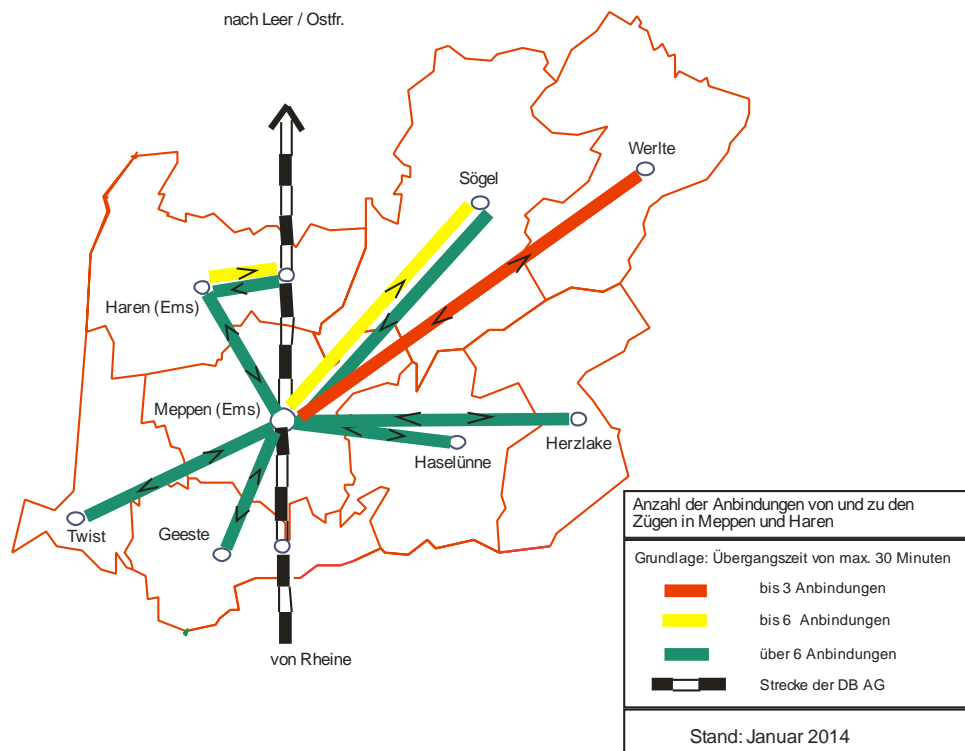 nach Leer / Ostfr.
Werlte
Sögel
Haren (Ems)
Meppen (Ems)
Herzlake
Haselünne
Twist
Geeste
von Rheine
Anzahl der Anbindungen von und zu den
Zügen in Meppen und Haren
Grundlage: Übergangszeit von max. 30 Minuten
bis 3 Anbindungen
bis 6 Anbindungen
über 6 Anbindungen
Strecke der DB AG
Stand: Januar 2014